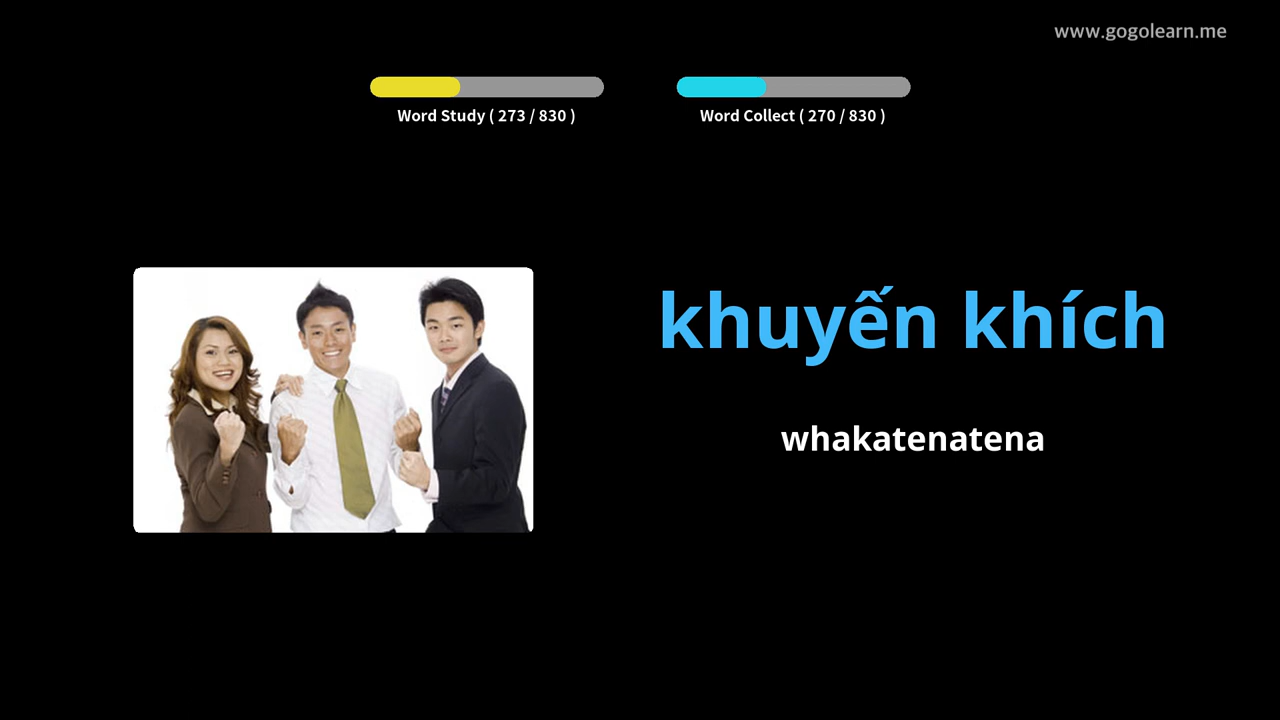 www.gogolearn.me
Word Study ( 273 / 830 )
Word Collect ( 270 / 830 )
khuyến khích
whakatenatena